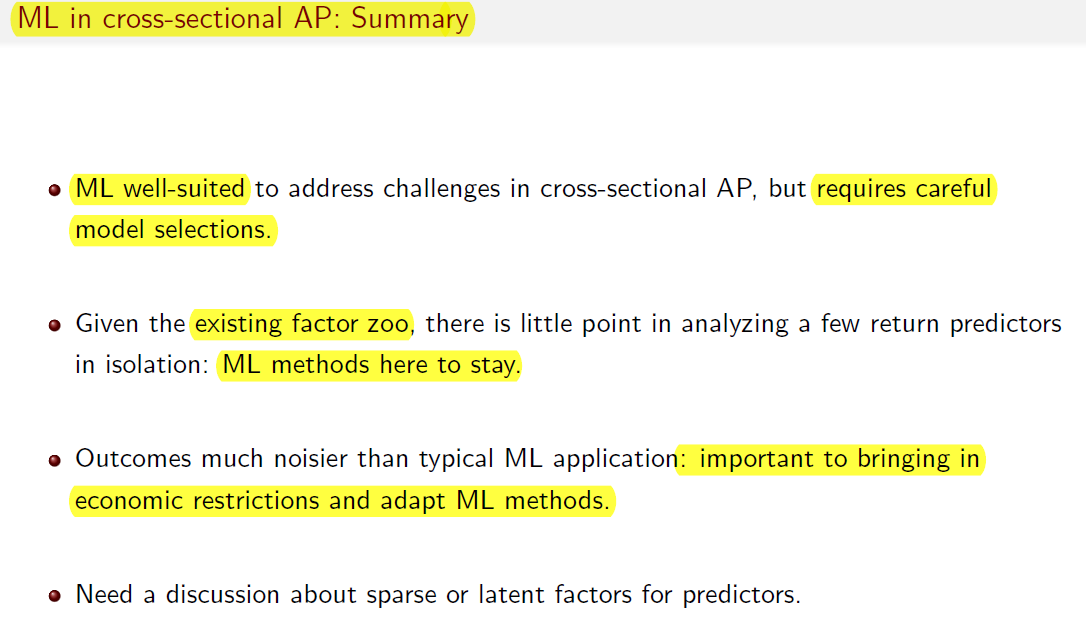 ML in cross-sectional AP: Summary
ML well-suited to address challenges in cross-sectional AP, but requires careful
model selections.
Given the existing factor zoo, there is little point in analyzing a few return predictors
in isolation: ML methods here to stay.
Outcomes much noisier than typical ML application: important to bringing in
economic restrictions and adapt ML methods.
Need a discussion about sparse or latent factors for predictors.